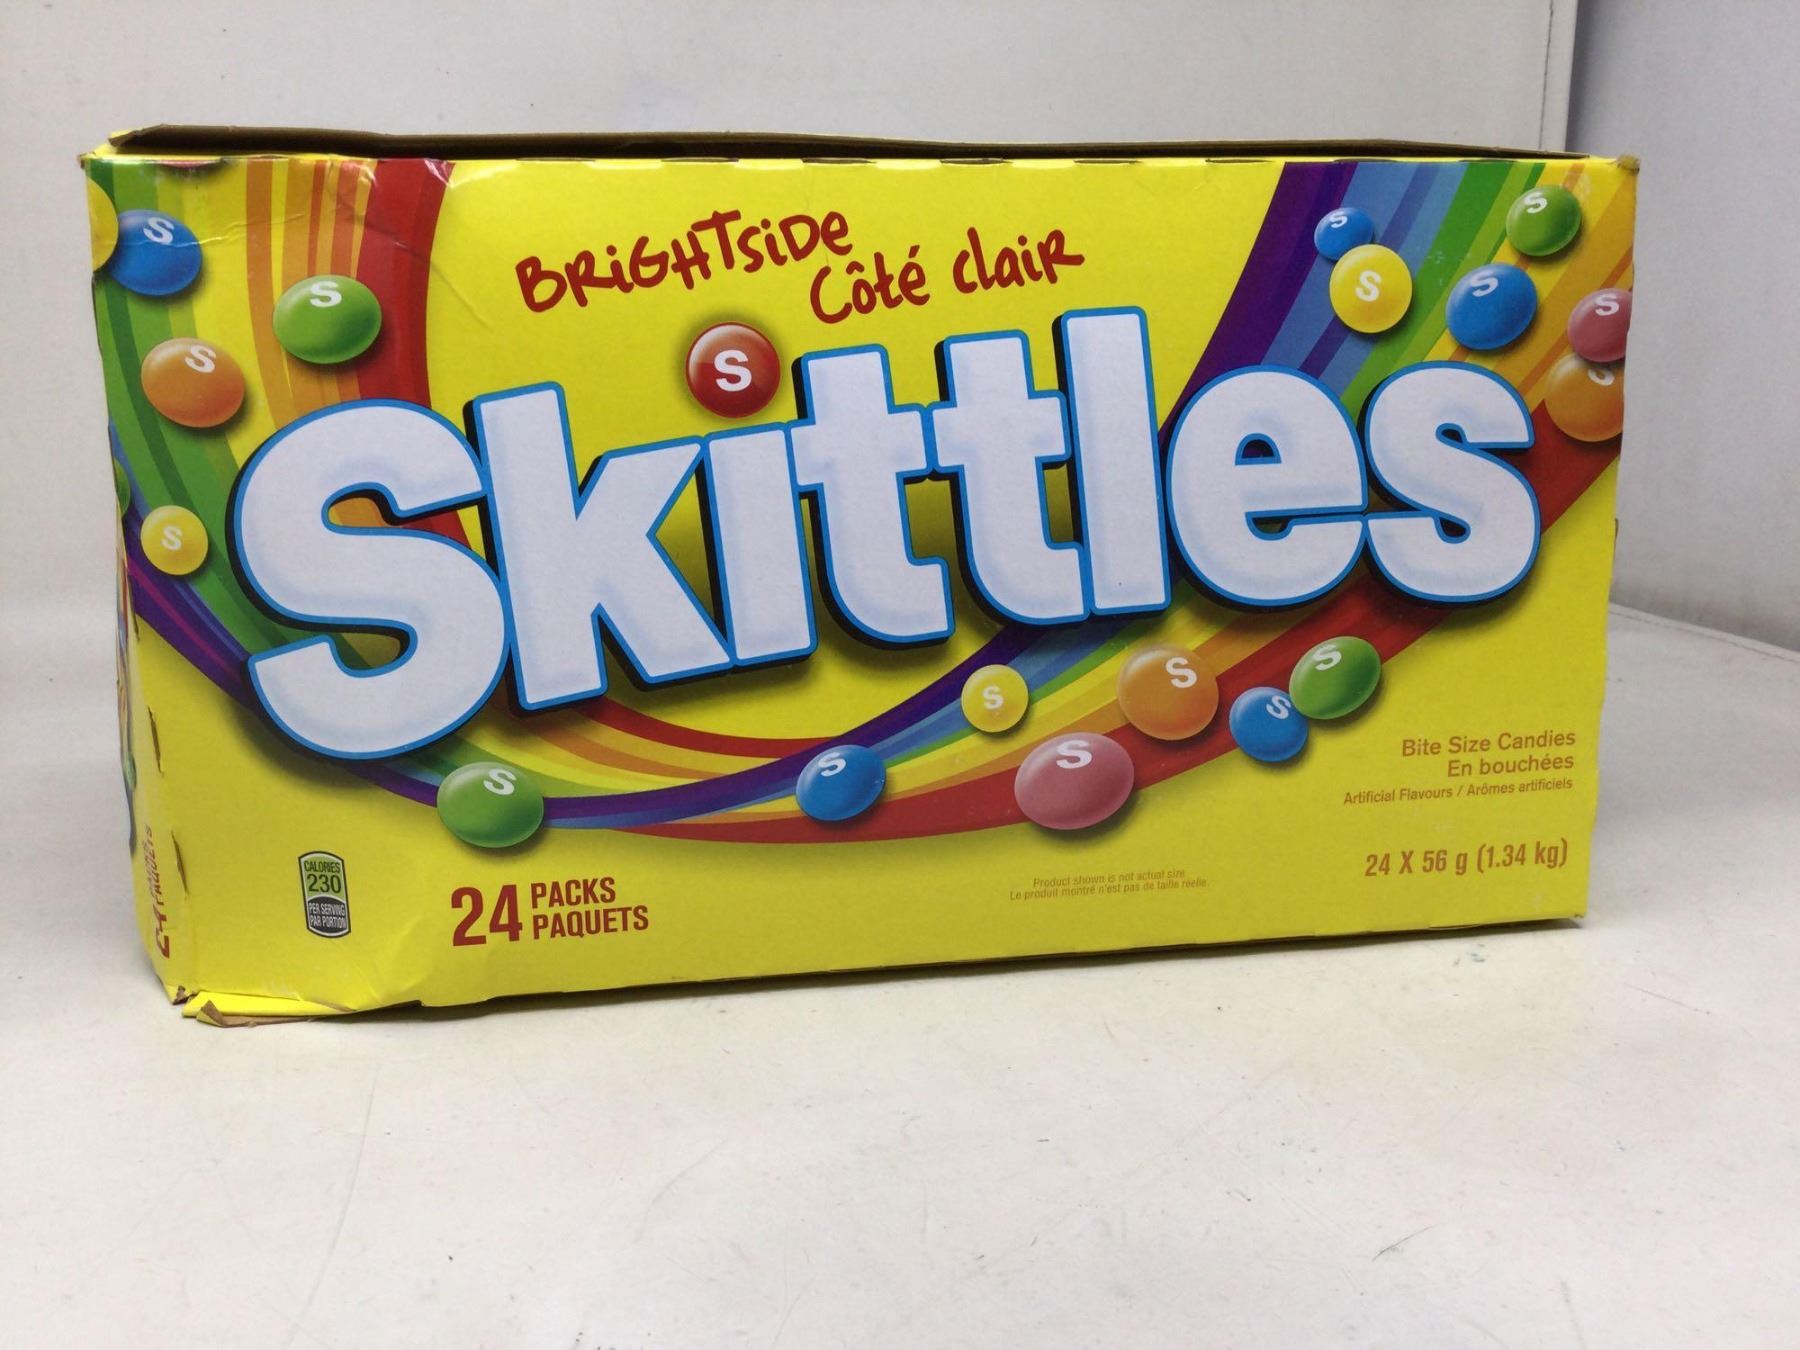 BRiGHTSiDe
Côté claiR
Skittles
Bite Size Candies
En bouchées
Artificial Flavours / Arômes artificiels
CALORIES
230
PER SERVING
PAR PORTION
24 PACKS
PAQUETS
Product shown is not actual size.
Le produit montré n'est pas de taille réelle.
24 X 56 g (1.34 kg)